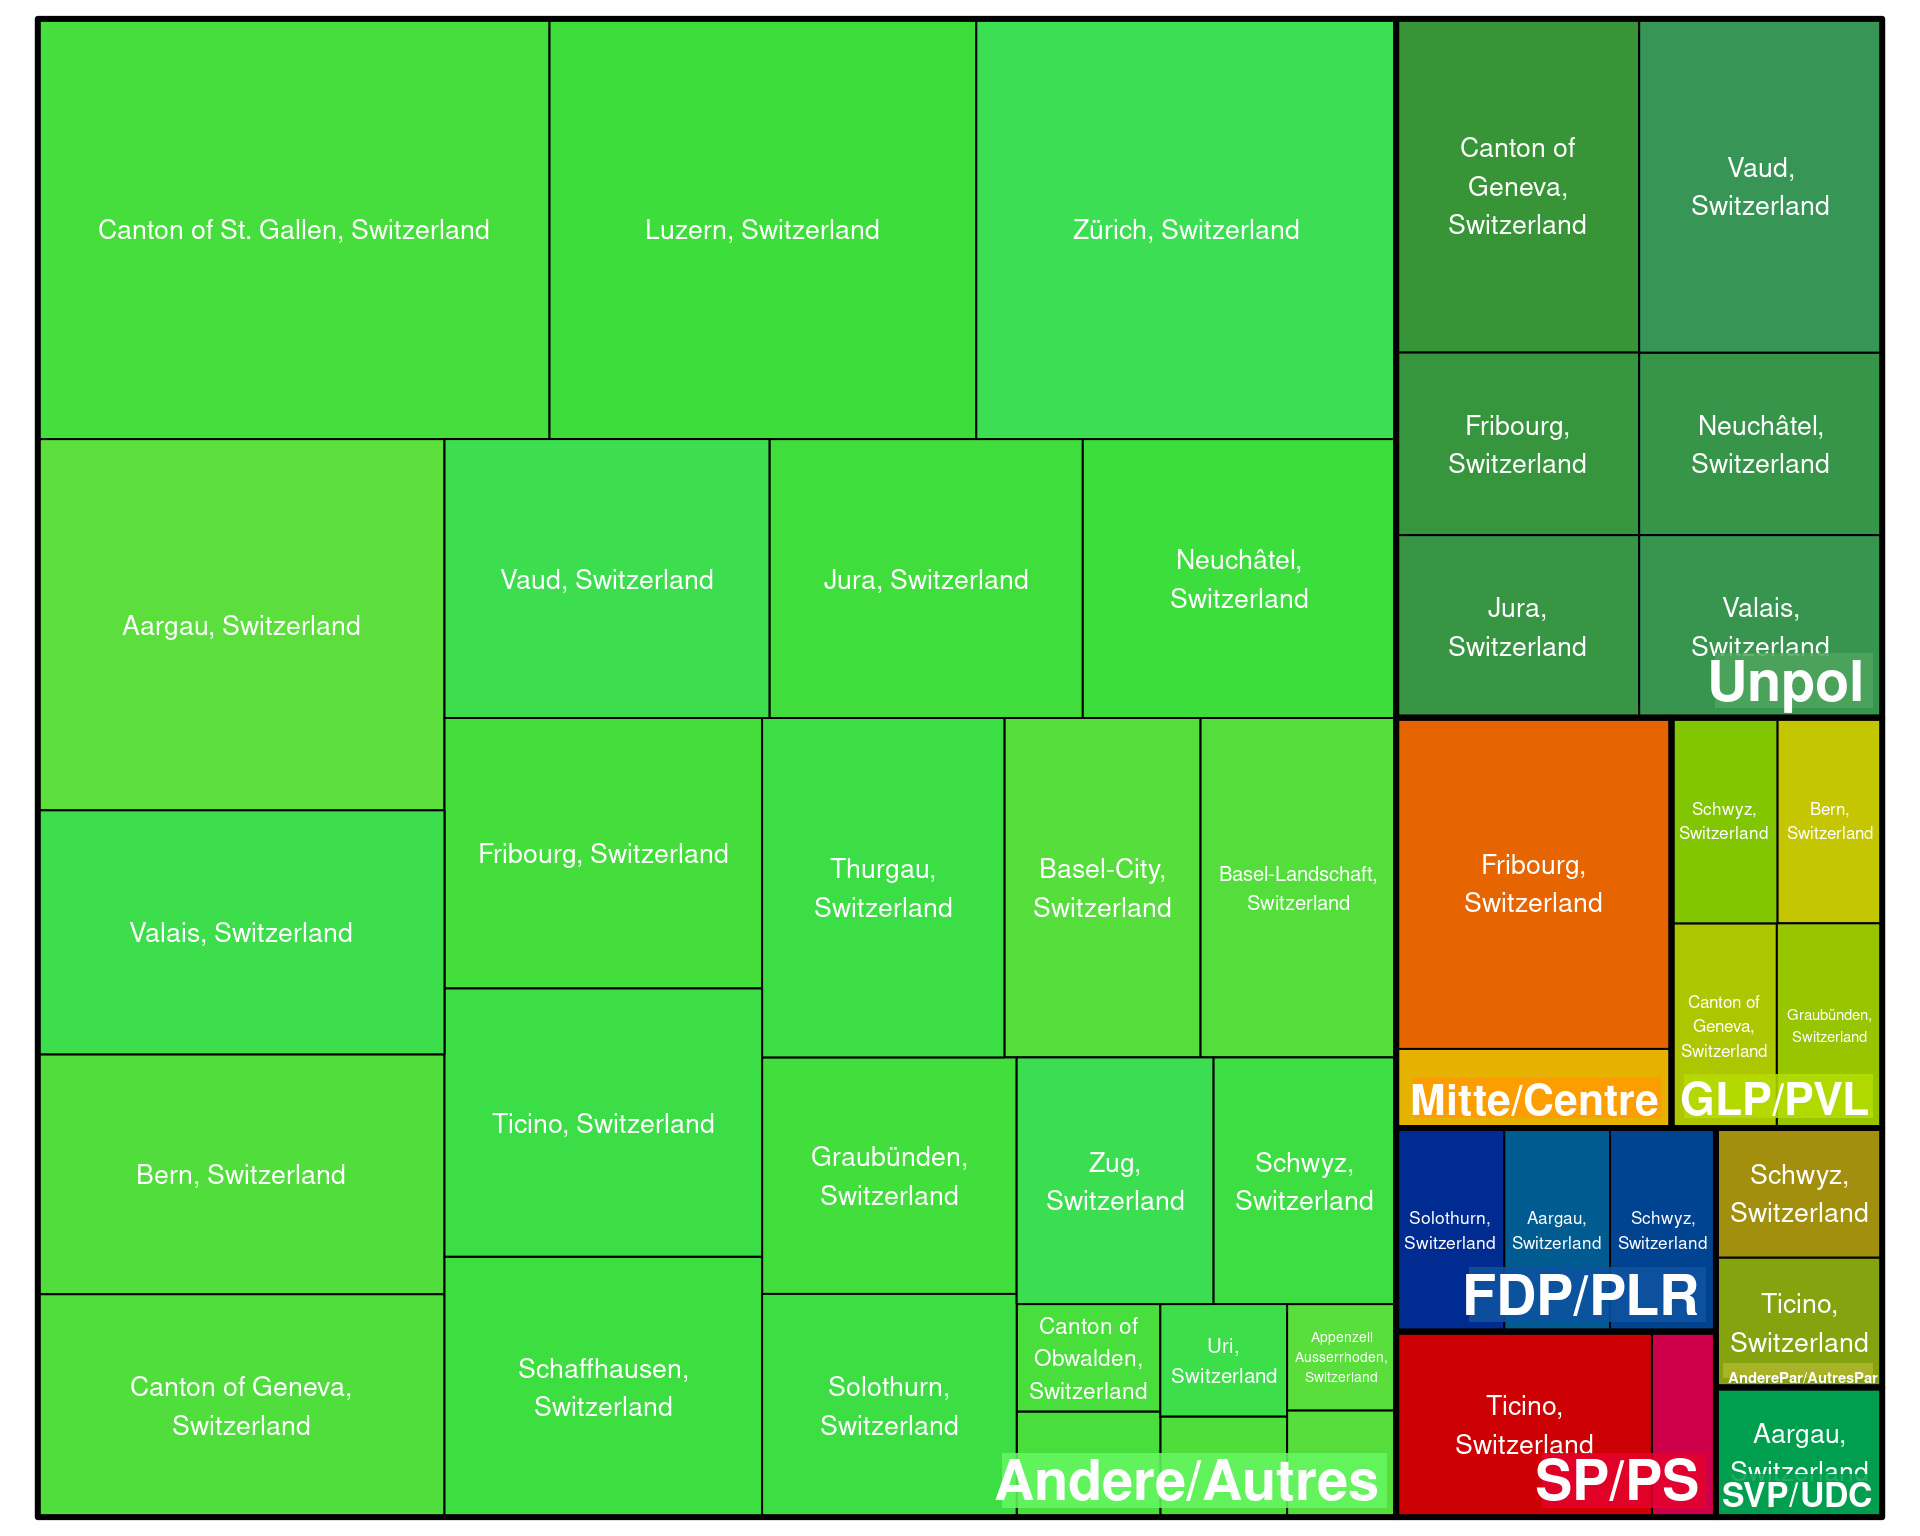 Canton of St. Gallen, Switzerland
Luzern, Switzerland
Zürich, Switzerland
Aargau, Switzerland
Vaud, Switzerland
Jura, Switzerland
Neuchâtel,
Switzerland
Valais, Switzerland
Fribourg, Switzerland
Thurgau,
Switzerland
Basel-City,
Switzerland
Basel-Landschaft,
Switzerland
Bern, Switzerland
Ticino, Switzerland
Graubünden,
Switzerland
Zug,
Switzerland
Schwyz,
Switzerland
Canton of Geneva,
Switzerland
Schaffhausen,
Switzerland
Solothurn,
Switzerland
Canton of
Obwalden,
Switzerland
Uri,
Switzerland
Appenzell
Ausserrhoden,
Switzerland
Andere/Autres
Canton of
Geneva,
Switzerland
Vaud,
Switzerland
Fribourg,
Switzerland
Neuchâtel,
Switzerland
Jura,
Switzerland
Valais,
Switzerland
Unpol
Fribourg,
Switzerland
Mitte/Centre
Schwyz,
Switzerland
Bern,
Switzerland
Canton of
Geneva,
Switzerland
Graubünden,
Switzerland
GLP/PVL
Solothurn,
Switzerland
Aargau,
Switzerland
Schwyz,
Switzerland
FDP/PLR
Schwyz,
Switzerland
Ticino,
Switzerland
AnderePar/AutresPar
Ticino,
Switzerland
SP/PS
Aargau,
Switzerland
SVP/UDC